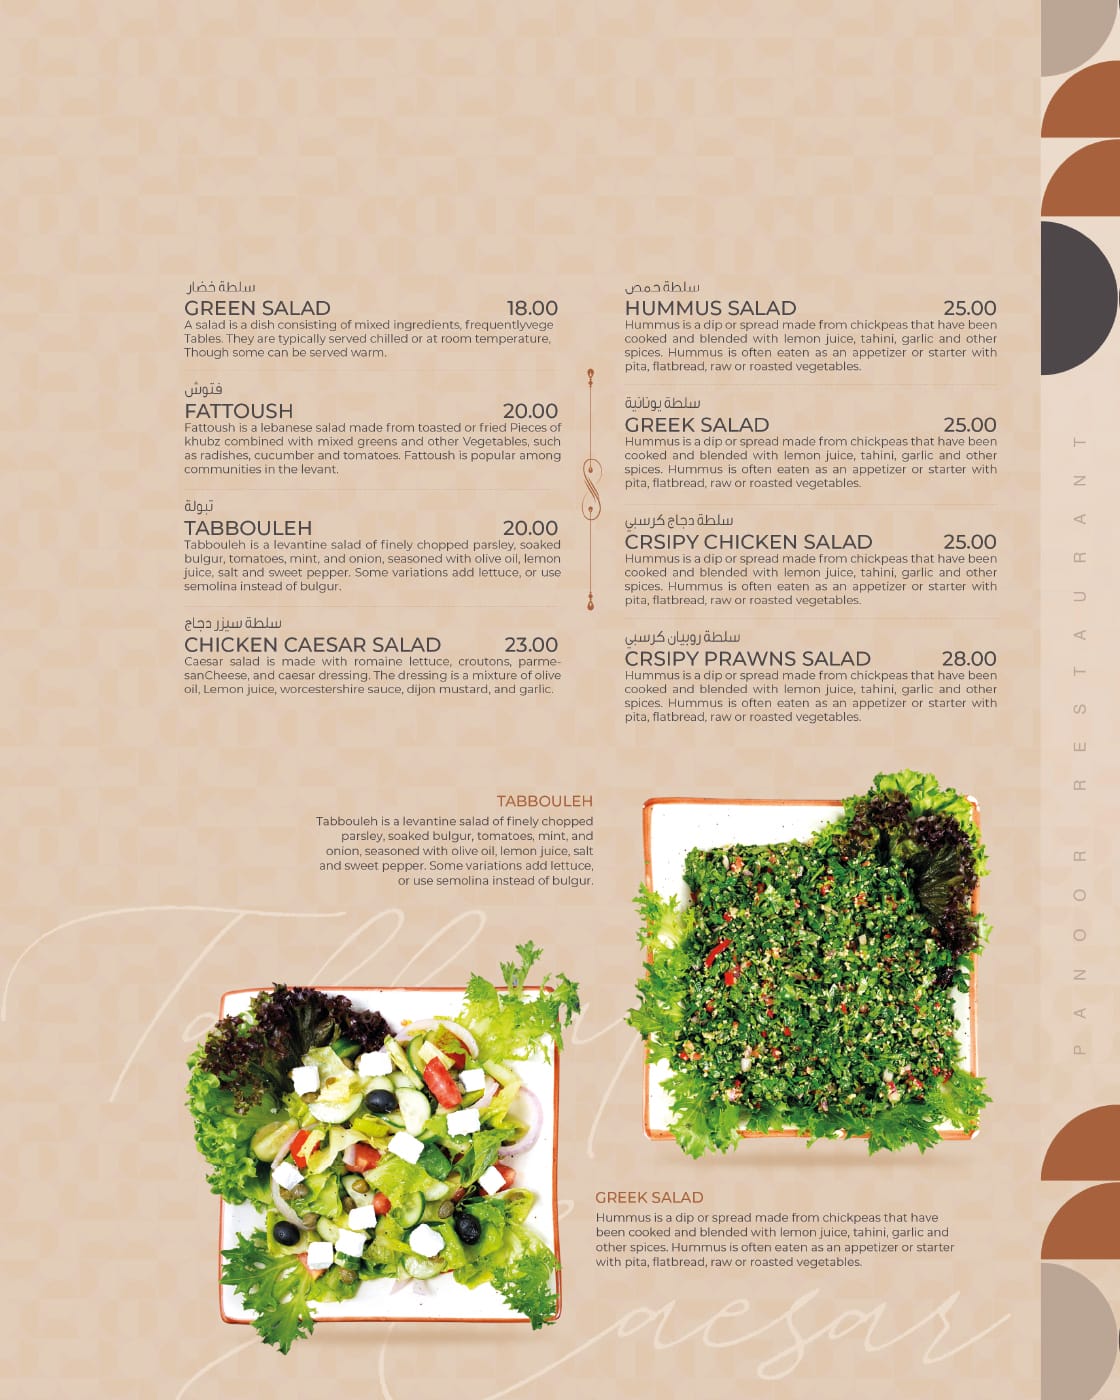 سلطة خضار
GREEN SALAD 18.00
A salad is a dish consisting of mixed ingredients, frequentlyvege
Tables. They are typically served chilled or at room temperature,
Though some can be served warm.
فتوش
FATTOUSH 20.00
Fattoush is a lebanese salad made from toasted or fried Pieces of
khubz combined with mixed greens and other Vegetables, such
as radishes, cucumber and tomatoes. Fattoush is popular among
communities in the levant.
تبولة
TABBOULEH 20.00
Tabbouleh is a levantine salad of finely chopped parsley, soaked
bulgur, tomatoes, mint, and onion, seasoned with olive oil, lemon
juice, salt and sweet pepper. Some variations add lettuce, or use
semolina instead of bulgur.
سلطة سيزر دجاج
CHICKEN CAESAR SALAD 23.00
Caesar salad is made with romaine lettuce, croutons, parme-
sanCheese, and caesar dressing. The dressing is a mixture of olive
oil, Lemon juice, worcestershire sauce, dijon mustard, and garlic.
سلطة حمص
HUMMUS SALAD 25.00
Hummus is a dip or spread made from chickpeas that have been
cooked and blended with lemon juice, tahini, garlic and other
spices. Hummus is often eaten as an appetizer or starter with
pita, flatbread, raw or roasted vegetables.
سلطة يونانية
GREEK SALAD 25.00
Hummus is a dip or spread made from chickpeas that have been
cooked and blended with lemon juice, tahini, garlic and other
spices. Hummus is often eaten as an appetizer or starter with
pita, flatbread, raw or roasted vegetables.
سلطة دجاج كرسبي
CRSIPY CHICKEN SALAD 25.00
Hummus is a dip or spread made from chickpeas that have been
cooked and blended with lemon juice, tahini, garlic and other
spices. Hummus is often eaten as an appetizer or starter with
pita, flatbread, raw or roasted vegetables.
سلطة روبيان كرسبي
CRSIPY PRAWNS SALAD 28.00
Hummus is a dip or spread made from chickpeas that have been
cooked and blended with lemon juice, tahini, garlic and other
spices. Hummus is often eaten as an appetizer or starter with
pita, flatbread, raw or roasted vegetables.
TABBOULEH
Tabbouleh is a levantine salad of finely chopped
parsley, soaked bulgur, tomatoes, mint, and
onion, seasoned with olive oil, lemon juice, salt
and sweet pepper. Some variations add lettuce,
or use semolina instead of bulgur.
GREEK SALAD
Hummus is a dip or spread made from chickpeas that have
been cooked and blended with lemon juice, tahini, garlic and
other spices. Hummus is often eaten as an appetizer or starter
with pita, flatbread, raw or roasted vegetables.
Caesar
PANOOR RESTAURANT